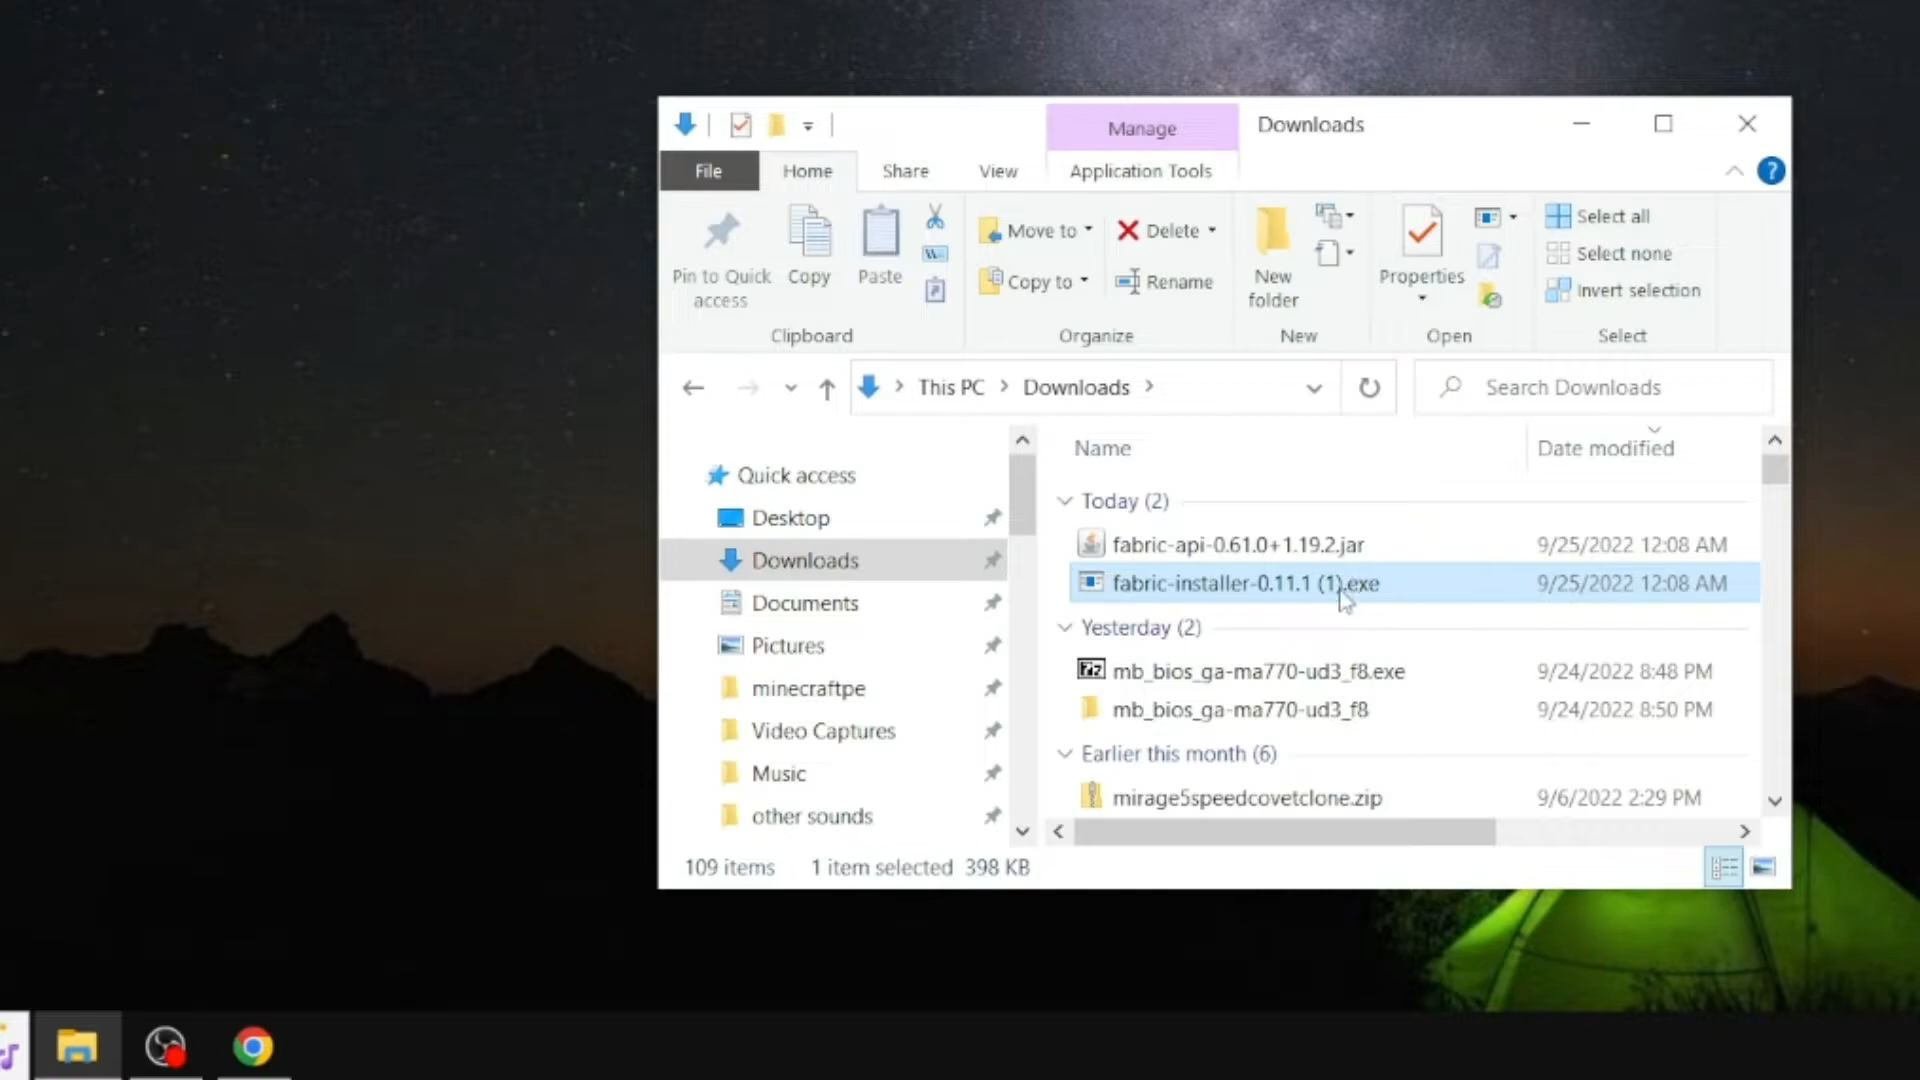 Manage
Downloads
File
Home
Share
View
Application Tools
?
Pin to Quick access
Copy
Paste
Move to
Copy to
Delete
Rename
New folder
Properties
Select all
Select none
Invert selection
Clipboard
Organize
New
Open
Select
This PC
Downloads
Search Downloads
Quick access
Desktop
Downloads
Documents
Pictures
minecraftpe
Video Captures
Music
other sounds
Name
Date modified
Today (2)
fabric-api-0.61.0+1.19.2.jar 9/25/2022 12:08 AM
fabric-installer-0.11.1 (1).exe 9/25/2022 12:08 AM
Yesterday (2)
mb_bios_ga-ma770-ud3_f8.exe 9/24/2022 8:48 PM
mb_bios_ga-ma770-ud3_f8 9/24/2022 8:50 PM
Earlier this month (6)
mirage5speedcovetclone.zip 9/6/2022 2:29 PM
109 items 1 item selected 398 KB